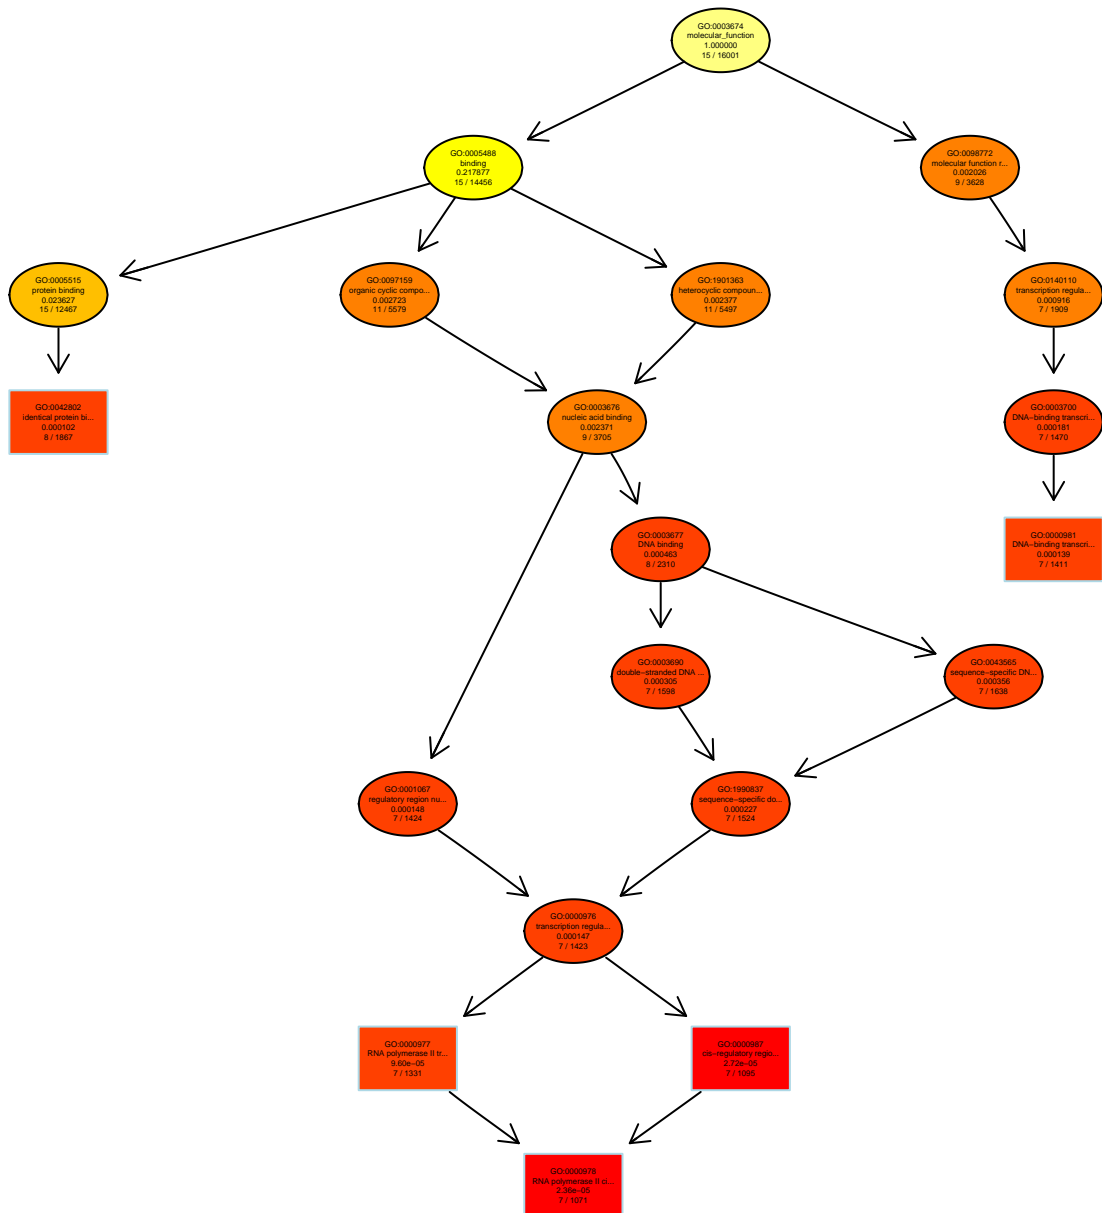 GO:0003674
molecular_function
1.000000
15 / 16001
GO:0005488
binding
0.217877
15 / 14456
GO:0098772
molecular function r...
0.002026
9 / 3628
GO:0005515
protein binding
0.023627
15 / 12467
GO:0097159
organic cyclic compo...
0.002723
11 / 5579
GO:1901363
heterocyclic compoun...
0.002377
11 / 5497
GO:0140110
transcription regula...
0.000916
7 / 1909
GO:0042802
identical protein bi...
0.000102
8 / 1867
GO:0003676
nucleic acid binding
0.002371
9 / 3705
GO:0003700
DNA−binding transcri...
0.000181
7 / 1470
GO:0003677
DNA binding
0.000463
8 / 2310
GO:0000981
DNA−binding transcri...
0.000139
7 / 1411
GO:0003690
double−stranded DNA ...
0.000305
7 / 1598
GO:0043565
sequence−specific DN...
0.000356
7 / 1638
GO:0001067
regulatory region nu...
0.000148
7 / 1424
GO:1990837
sequence−specific do...
0.000227
7 / 1524
GO:0000976
transcription regula...
0.000147
7 / 1423
GO:0000977
RNA polymerase II tr...
9.60e−05
7 / 1331
GO:0000987
cis−regulatory regio...
2.72e−05
7 / 1095
GO:0000978
RNA polymerase II ci...
2.36e−05
7 / 1071